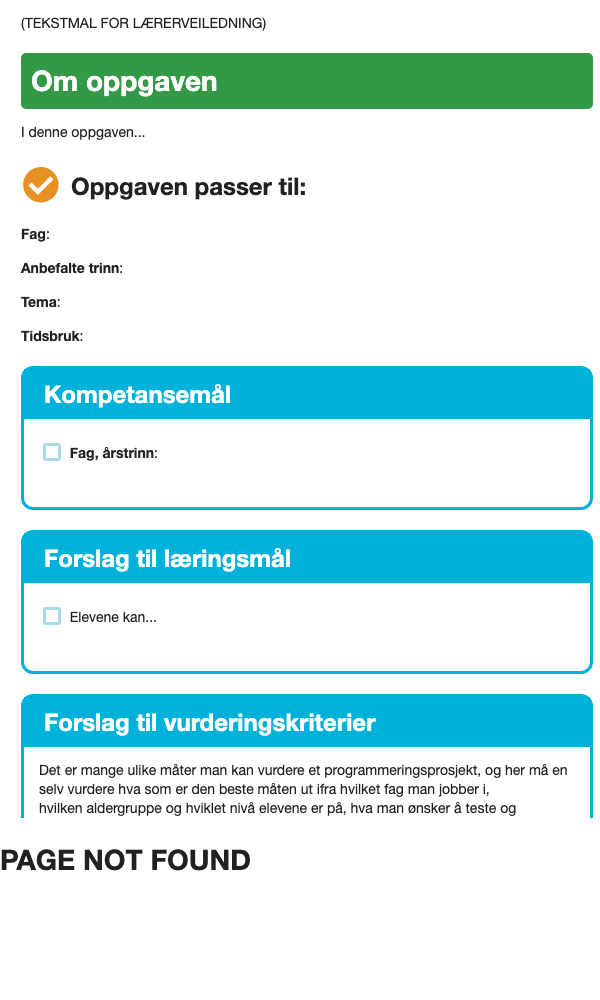 (TEKSTMAL FOR LÆRERVEILEDNING)
Om oppgaven
I denne oppgaven...
Oppgaven passer til:
Fag:
Anbefalte trinn:
Tema:
Tidsbruk:
Kompetansemål
Fag, årstrinn:
Forslag til læringsmål
Elevene kan...
Forslag til vurderingskriterier
Det er mange ulike måter man kan vurdere et programmeringsprosjekt, og her må en
selv vurdere hva som er den beste måten ut ifra hvilket fag man jobber i,
hvilken aldergruppe og hviklet nivå elevene er på, hva man ønsker å teste og
PAGE NOT FOUND